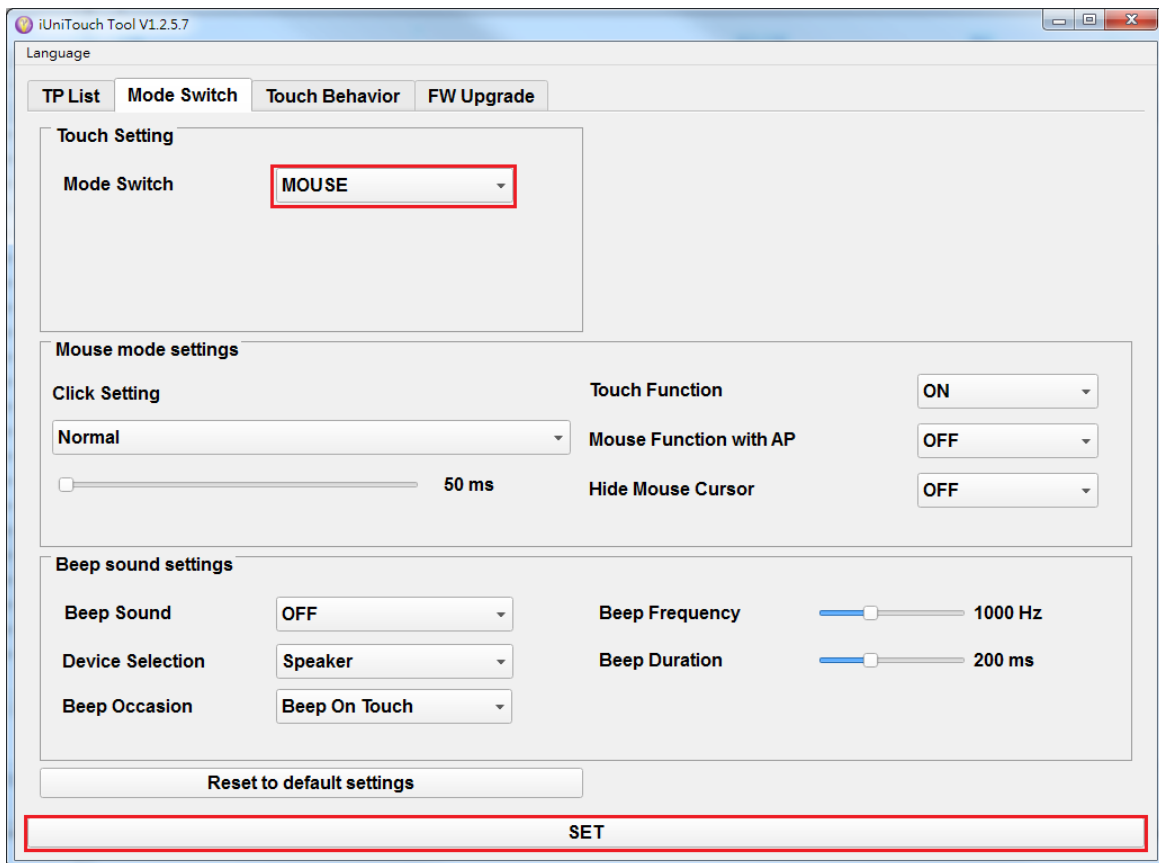 iUniTouch Tool V1.2.5.7
Language
TP List
Mode Switch
Touch Behavior
FW Upgrade
Touch Setting
Mode Switch
MOUSE
Mouse mode settings
Click Setting
Normal
50 ms
Touch Function
ON
Mouse Function with AP
OFF
Hide Mouse Cursor
OFF
Beep sound settings
Beep Sound
OFF
Device Selection
Speaker
Beep Occasion
Beep On Touch
Beep Frequency
1000 Hz
Beep Duration
200 ms
Reset to default settings
SET